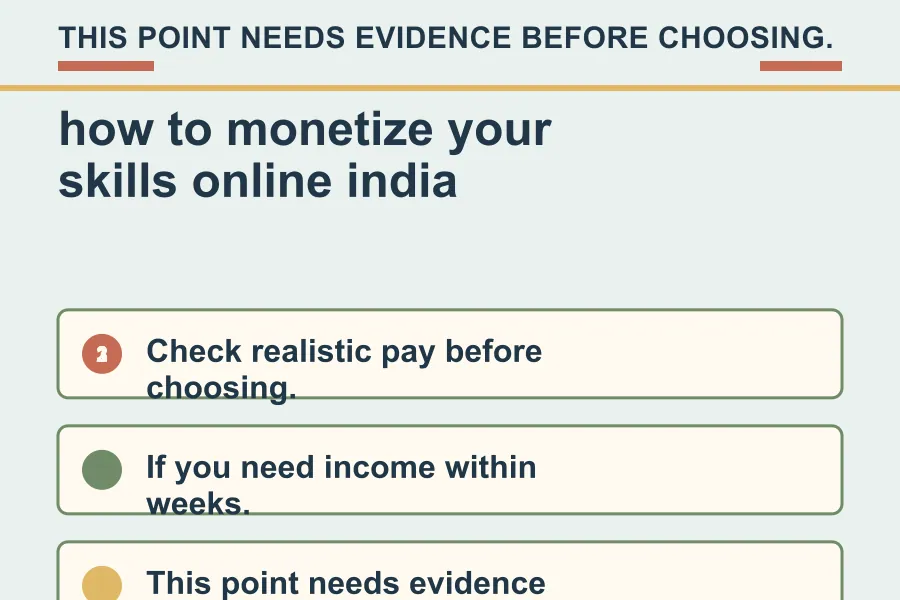 THIS POINT NEEDS EVIDENCE BEFORE CHOOSING.
how to monetize your
skills online india
Check realistic pay before
choosing.
If you need income within
weeks.
This point needs evidence